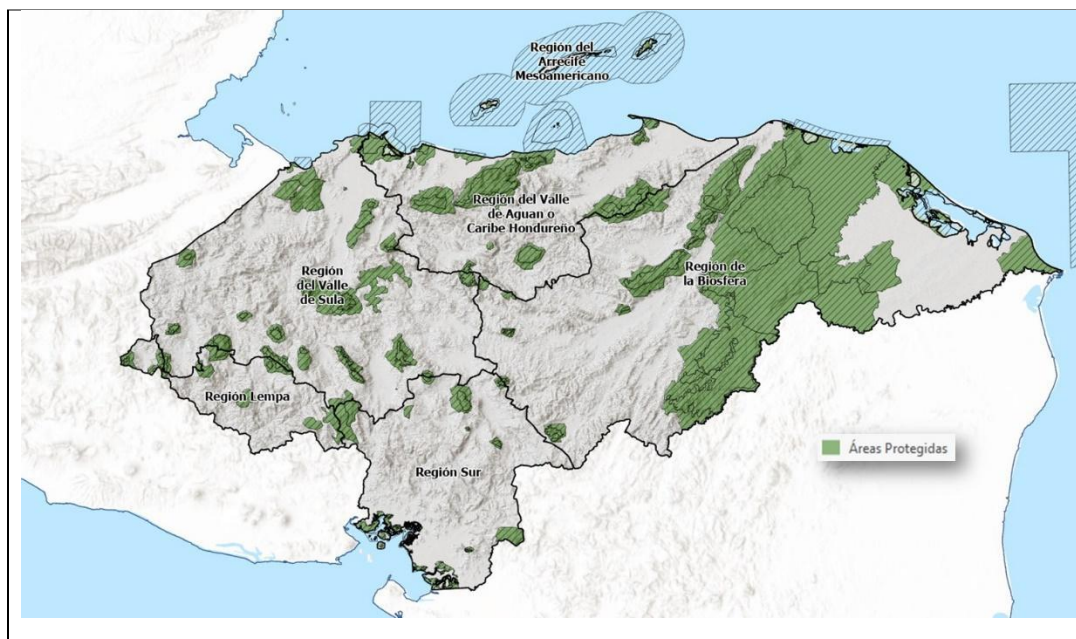 Región del
Arrecife
Mesoamericano
Región del Valle
de Aguan o
Caribe Hondureño
Región
del Valle
de Sula
Región de
la Biosfera
Región Lempa
Áreas Protegidas
Región Sur